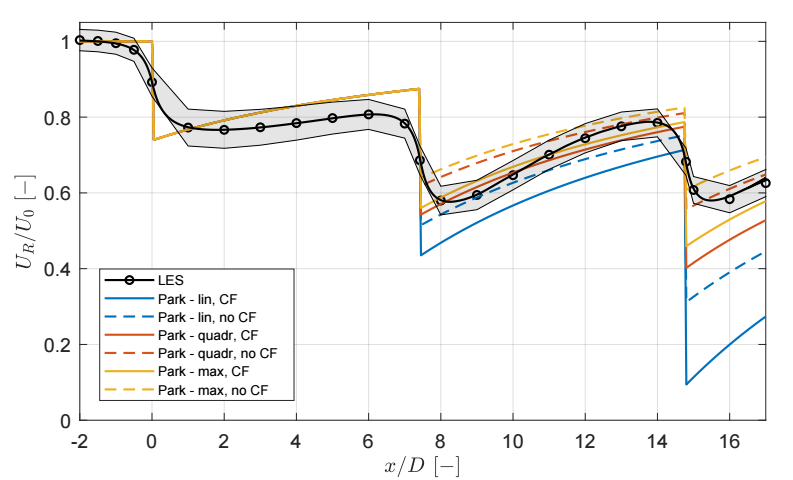 1
0.8
0.6
0.4
0.2
0
U_R/U_0 [−]
LES
Park - lin, CF
Park - lin, no CF
Park - quadr, CF
Park - quadr, no CF
Park - max, CF
Park - max, no CF
-2 0 2 4 6 8 10 12 14 16
x/D [−]